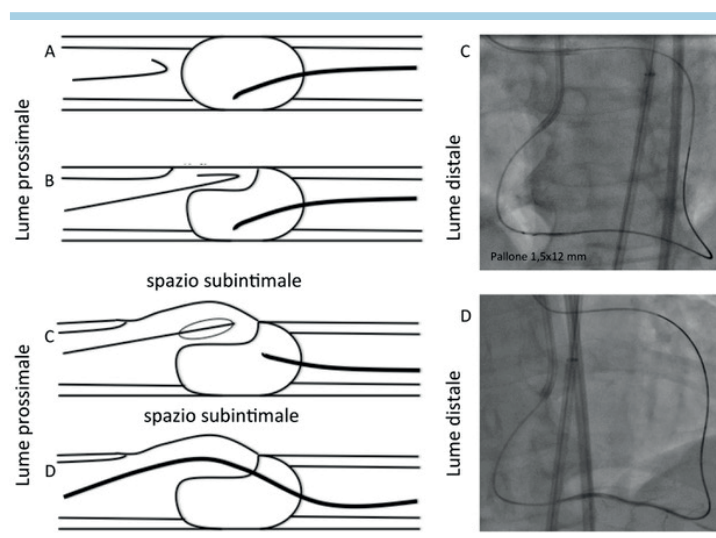 A
Lume prossimale
B
spazio subintimale
C
spazio subintimale
Lume prossimale
D
C
Lume distale
Pallone 1,5x12 mm
D
Lume distale